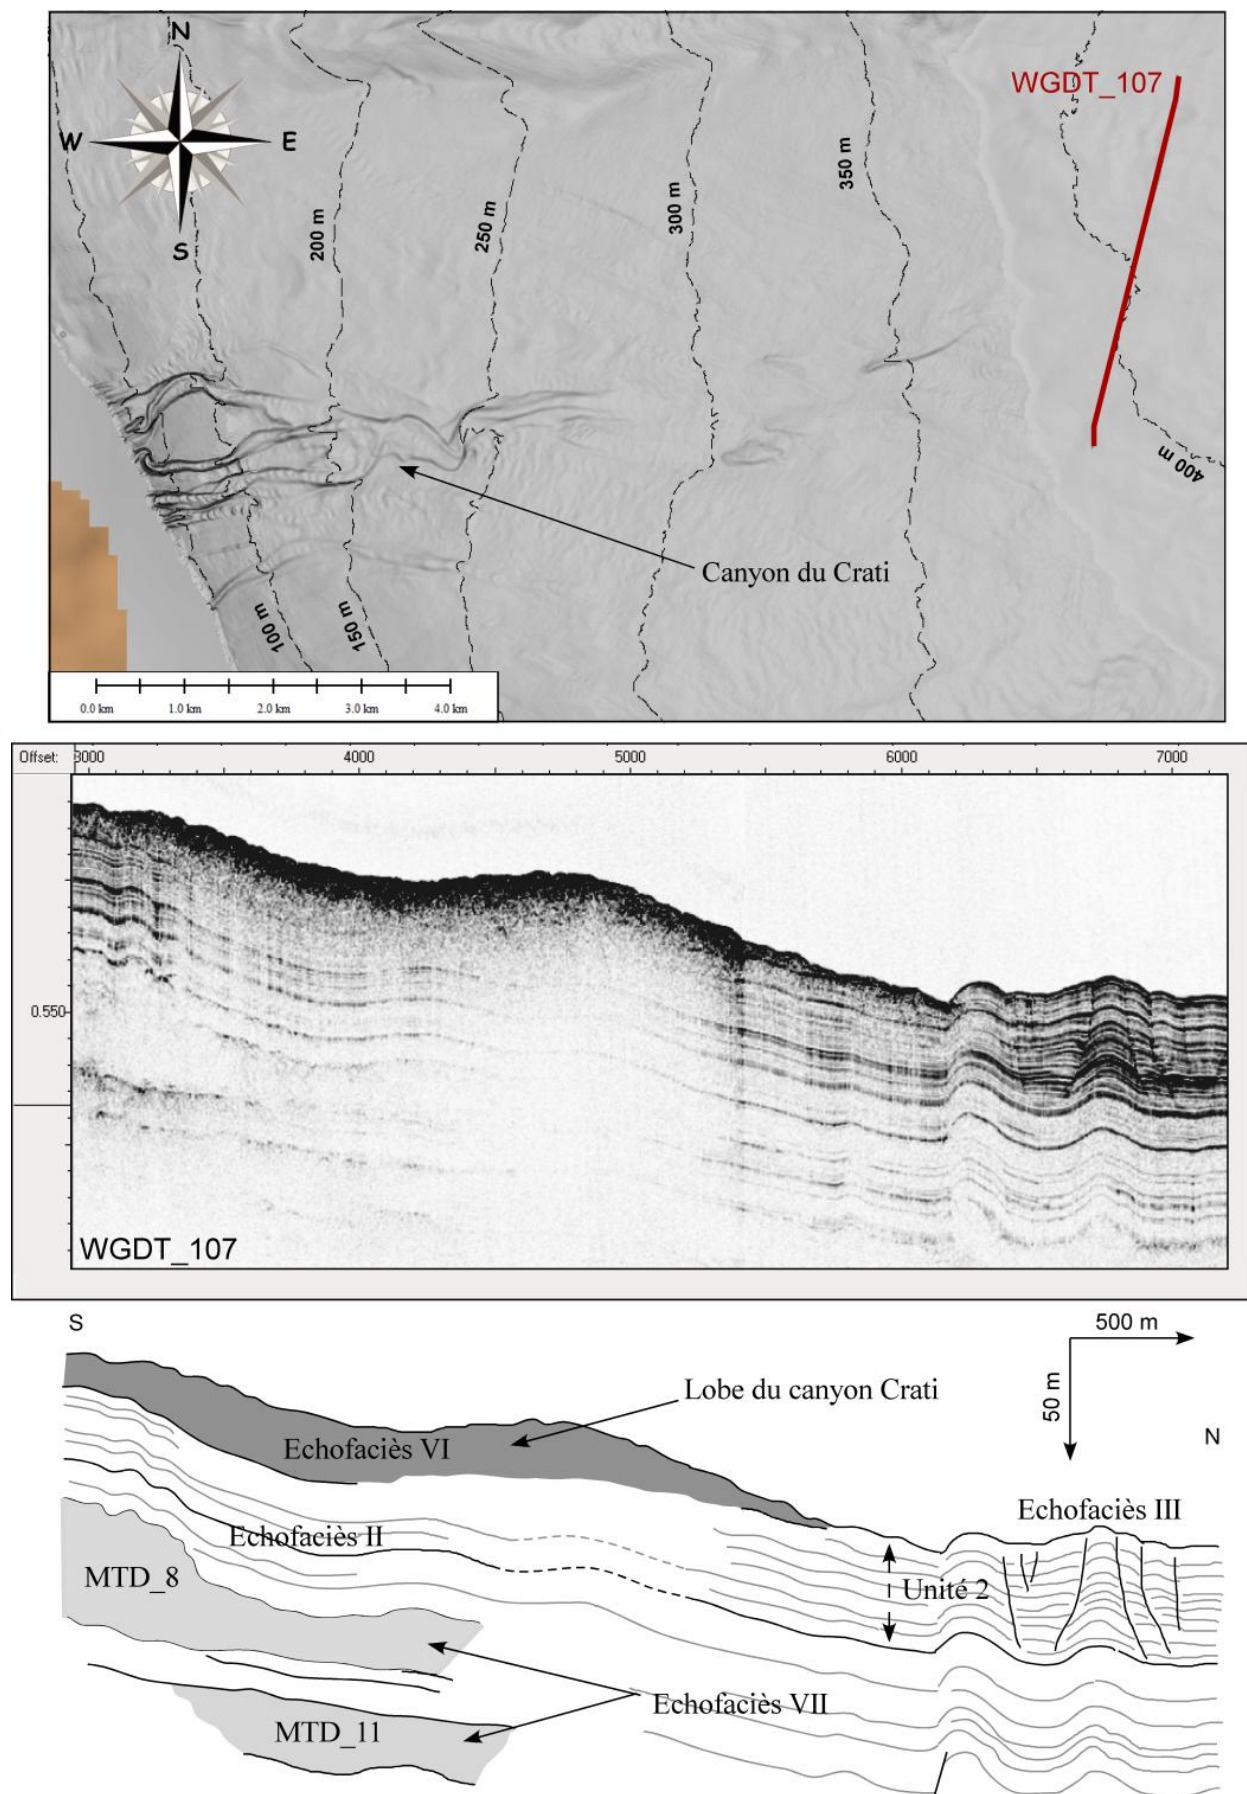 N
WGDT_107
W
E
S
200 m
250 m
300 m
350 m
400 m
Canyon du Crati
100 m
150 m
0.0 km 1.0 km 2.0 km 3.0 km 4.0 km
Offset: 3000 4000 5000 6000 7000
0.550
WGDT_107
S
500 m
50 m
N
Lobe du canyon Crati
Echofaciès VI
Echofaciès III
Echofaciès II
MTD_8
Unité 2
Echofaciès VII
MTD_11